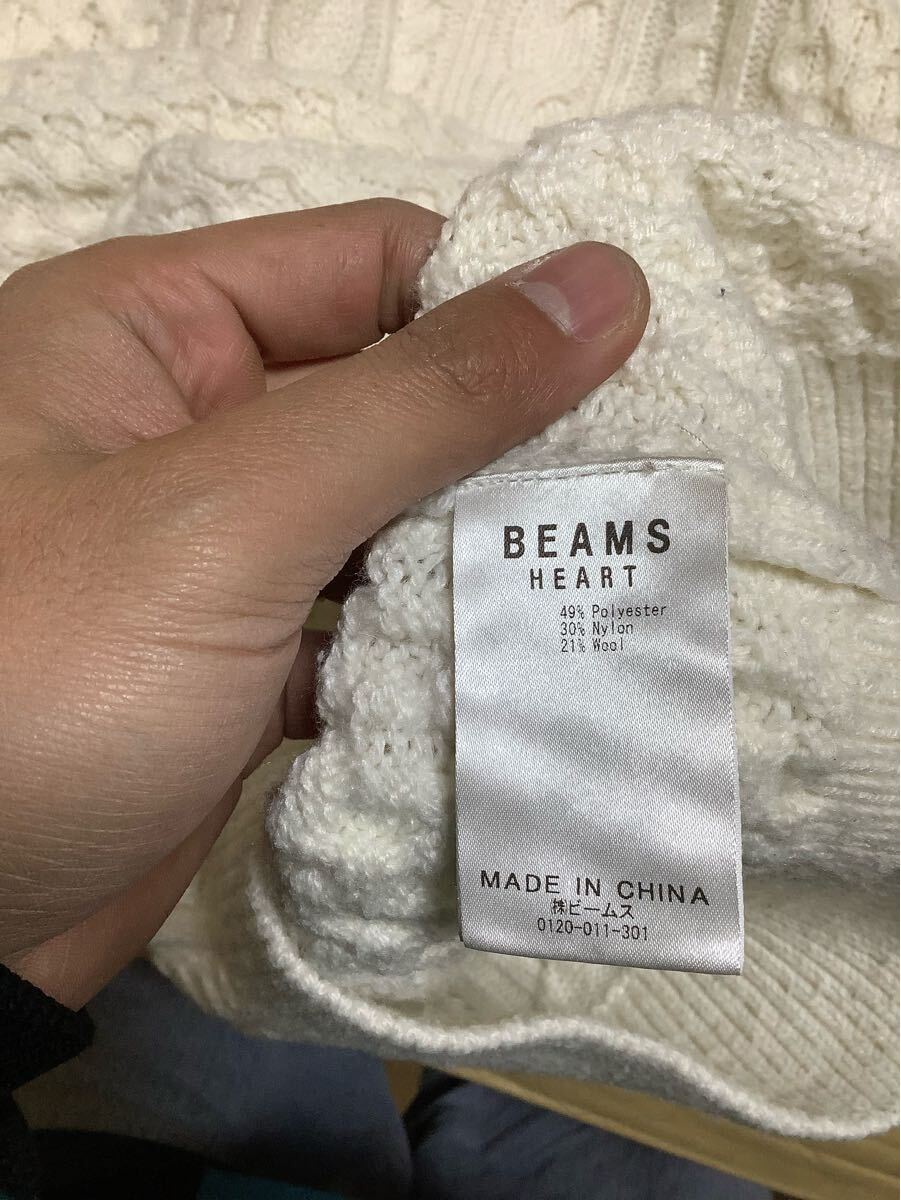 BEAMS
HEART
49% Polyester
30% Nylon
21% Wool
MADE IN CHINA
㈱ビームス
0120-011-301